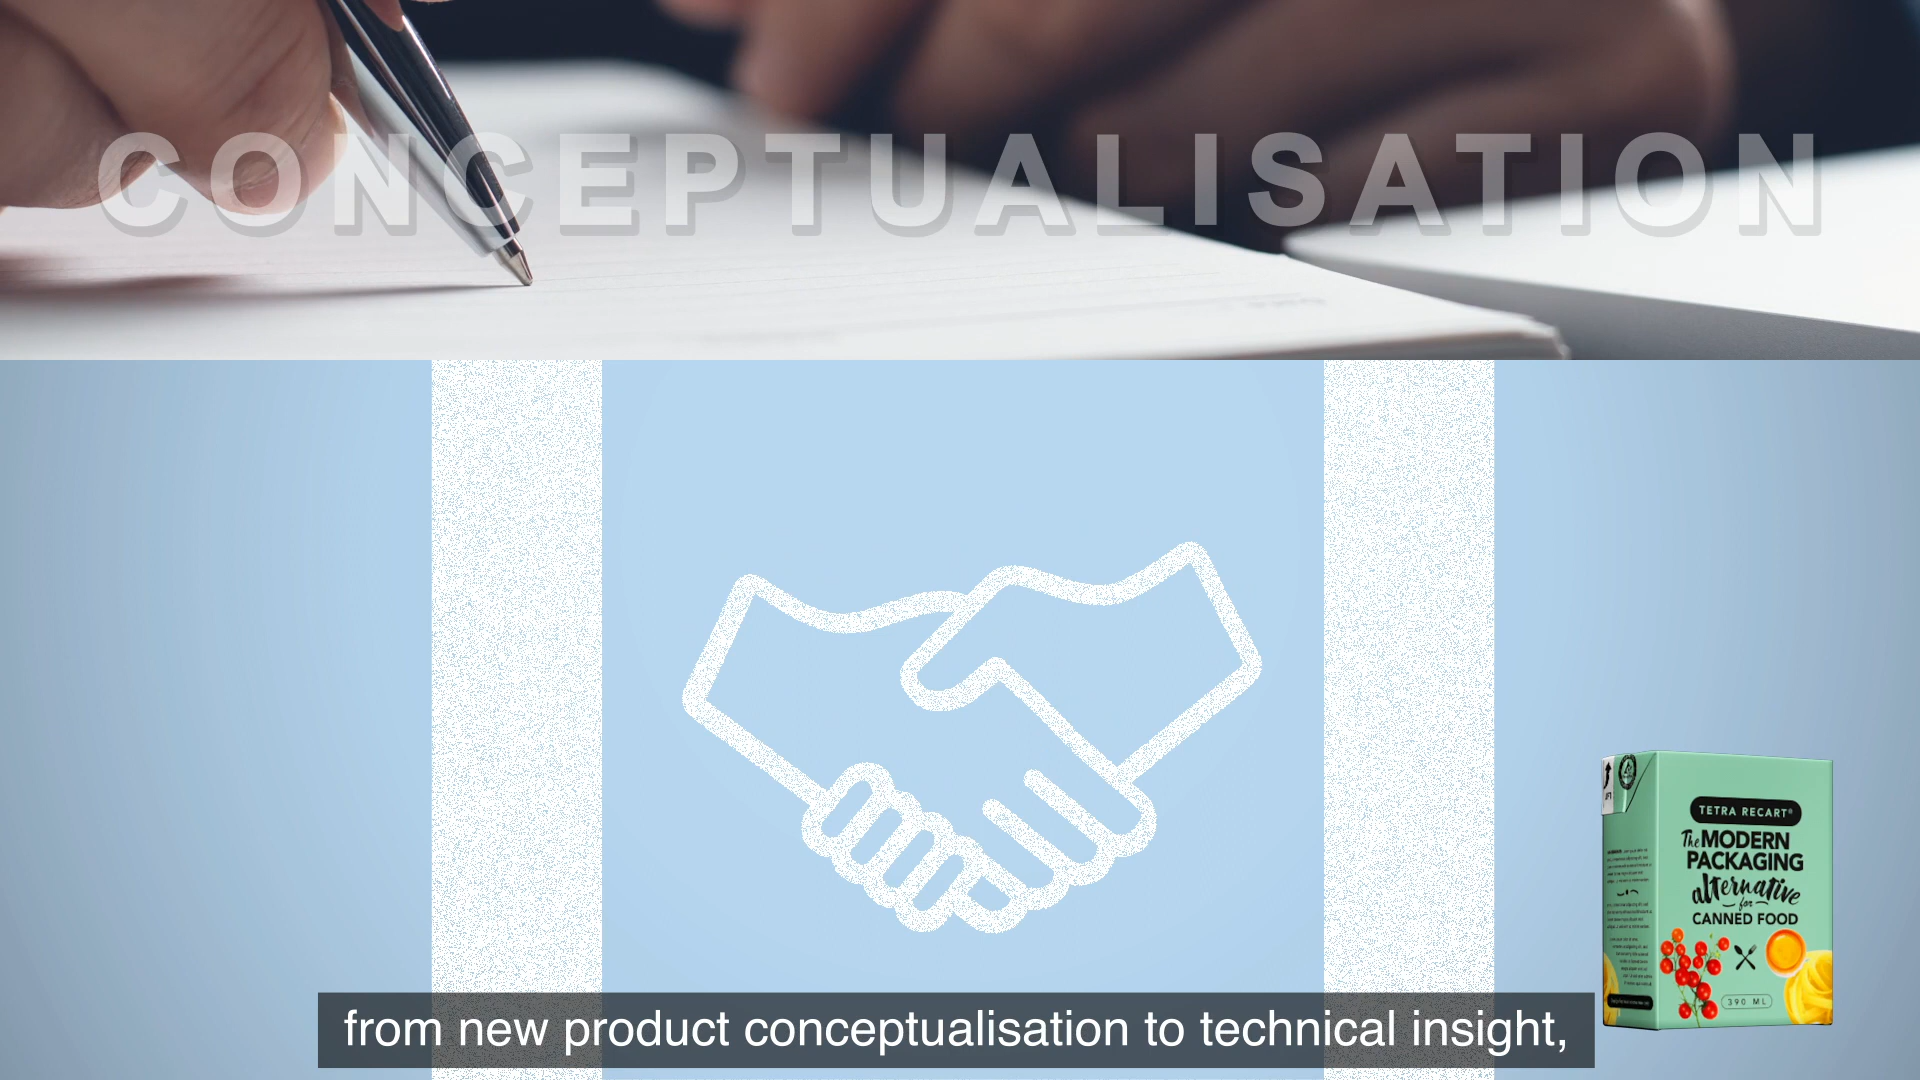 CONCEPTUALISATION
TETRA RECART®
The MODERN
PACKAGING
alternative
for
CANNED FOOD
390 ML
from new product conceptualisation to technical insight,